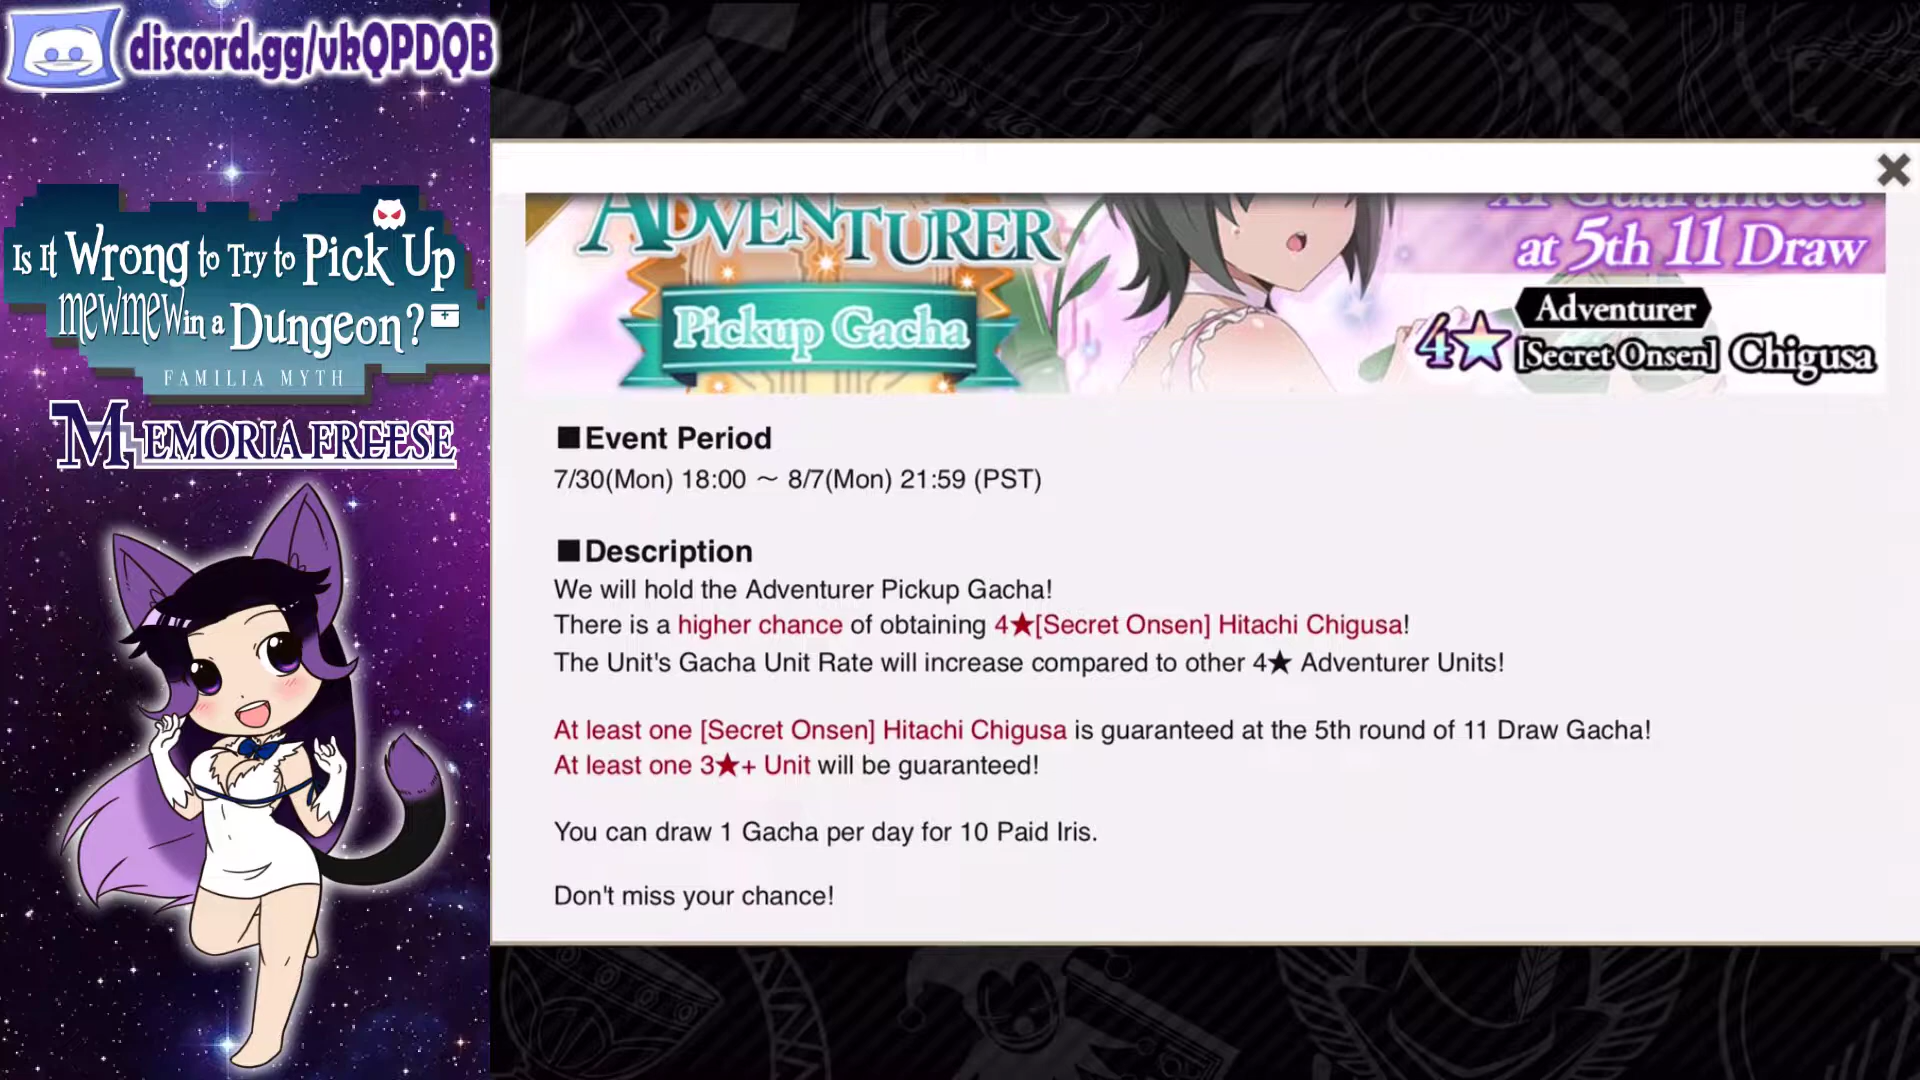 discord.gg/vkQPDQB
Is It Wrong to Try to Pick Up
mewmew in a Dungeon?
FAMILIA MYTH
MEMORIA FREESE
ADVENTURER
Pickup Gacha
x1 Guaranteed
at 5th 11 Draw
Adventurer
4★ [Secret Onsen] Chigusa
■Event Period
7/30(Mon) 18:00 ～ 8/7(Mon) 21:59 (PST)
■Description
We will hold the Adventurer Pickup Gacha!
There is a higher chance of obtaining 4★[Secret Onsen] Hitachi Chigusa!
The Unit's Gacha Unit Rate will increase compared to other 4★ Adventurer Units!
At least one [Secret Onsen] Hitachi Chigusa is guaranteed at the 5th round of 11 Draw Gacha!
At least one 3★+ Unit will be guaranteed!
You can draw 1 Gacha per day for 10 Paid Iris.
Don't miss your chance!